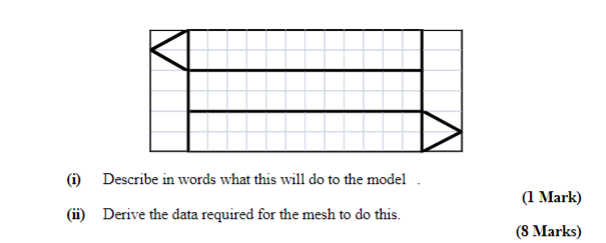 (i) Describe in words what this will do to the model .
(1 Mark)
(ii) Derive the data required for the mesh to do this.
(8 Marks)